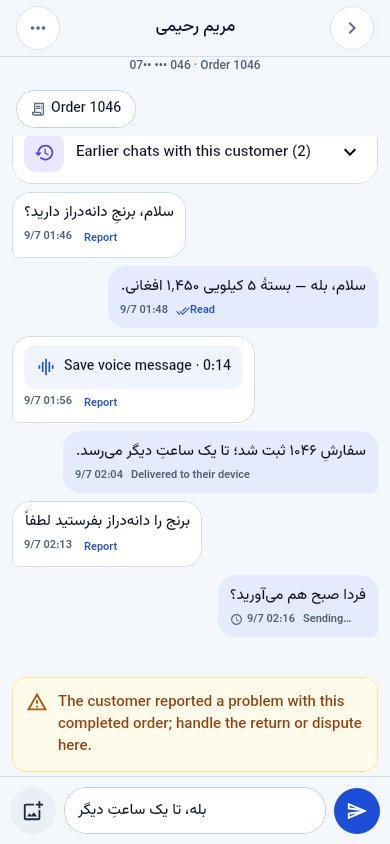 مریم رحیمی
07•• ••• 046 · Order 1046
Order 1046
Earlier chats with this customer (2)
سلام، برنجِ دانه‌دراز دارید؟
9/7 01:46 Report
سلام، بله — بستهٔ ۵ کیلویی ۱,۴۵۰ افغانی.
9/7 01:48 Read
Save voice message · 0:14
9/7 01:56 Report
سفارشِ ۱۰۴۶ ثبت شد؛ تا یک ساعتِ دیگر می‌رسد.
9/7 02:04 Delivered to their device
برنج را دانه‌دراز بفرستید لطفاً
9/7 02:13 Report
فردا صبح هم می‌آورید؟
9/7 02:16 Sending…
The customer reported a problem with this
completed order; handle the return or dispute
here.
بله، تا یک ساعتِ دیگر